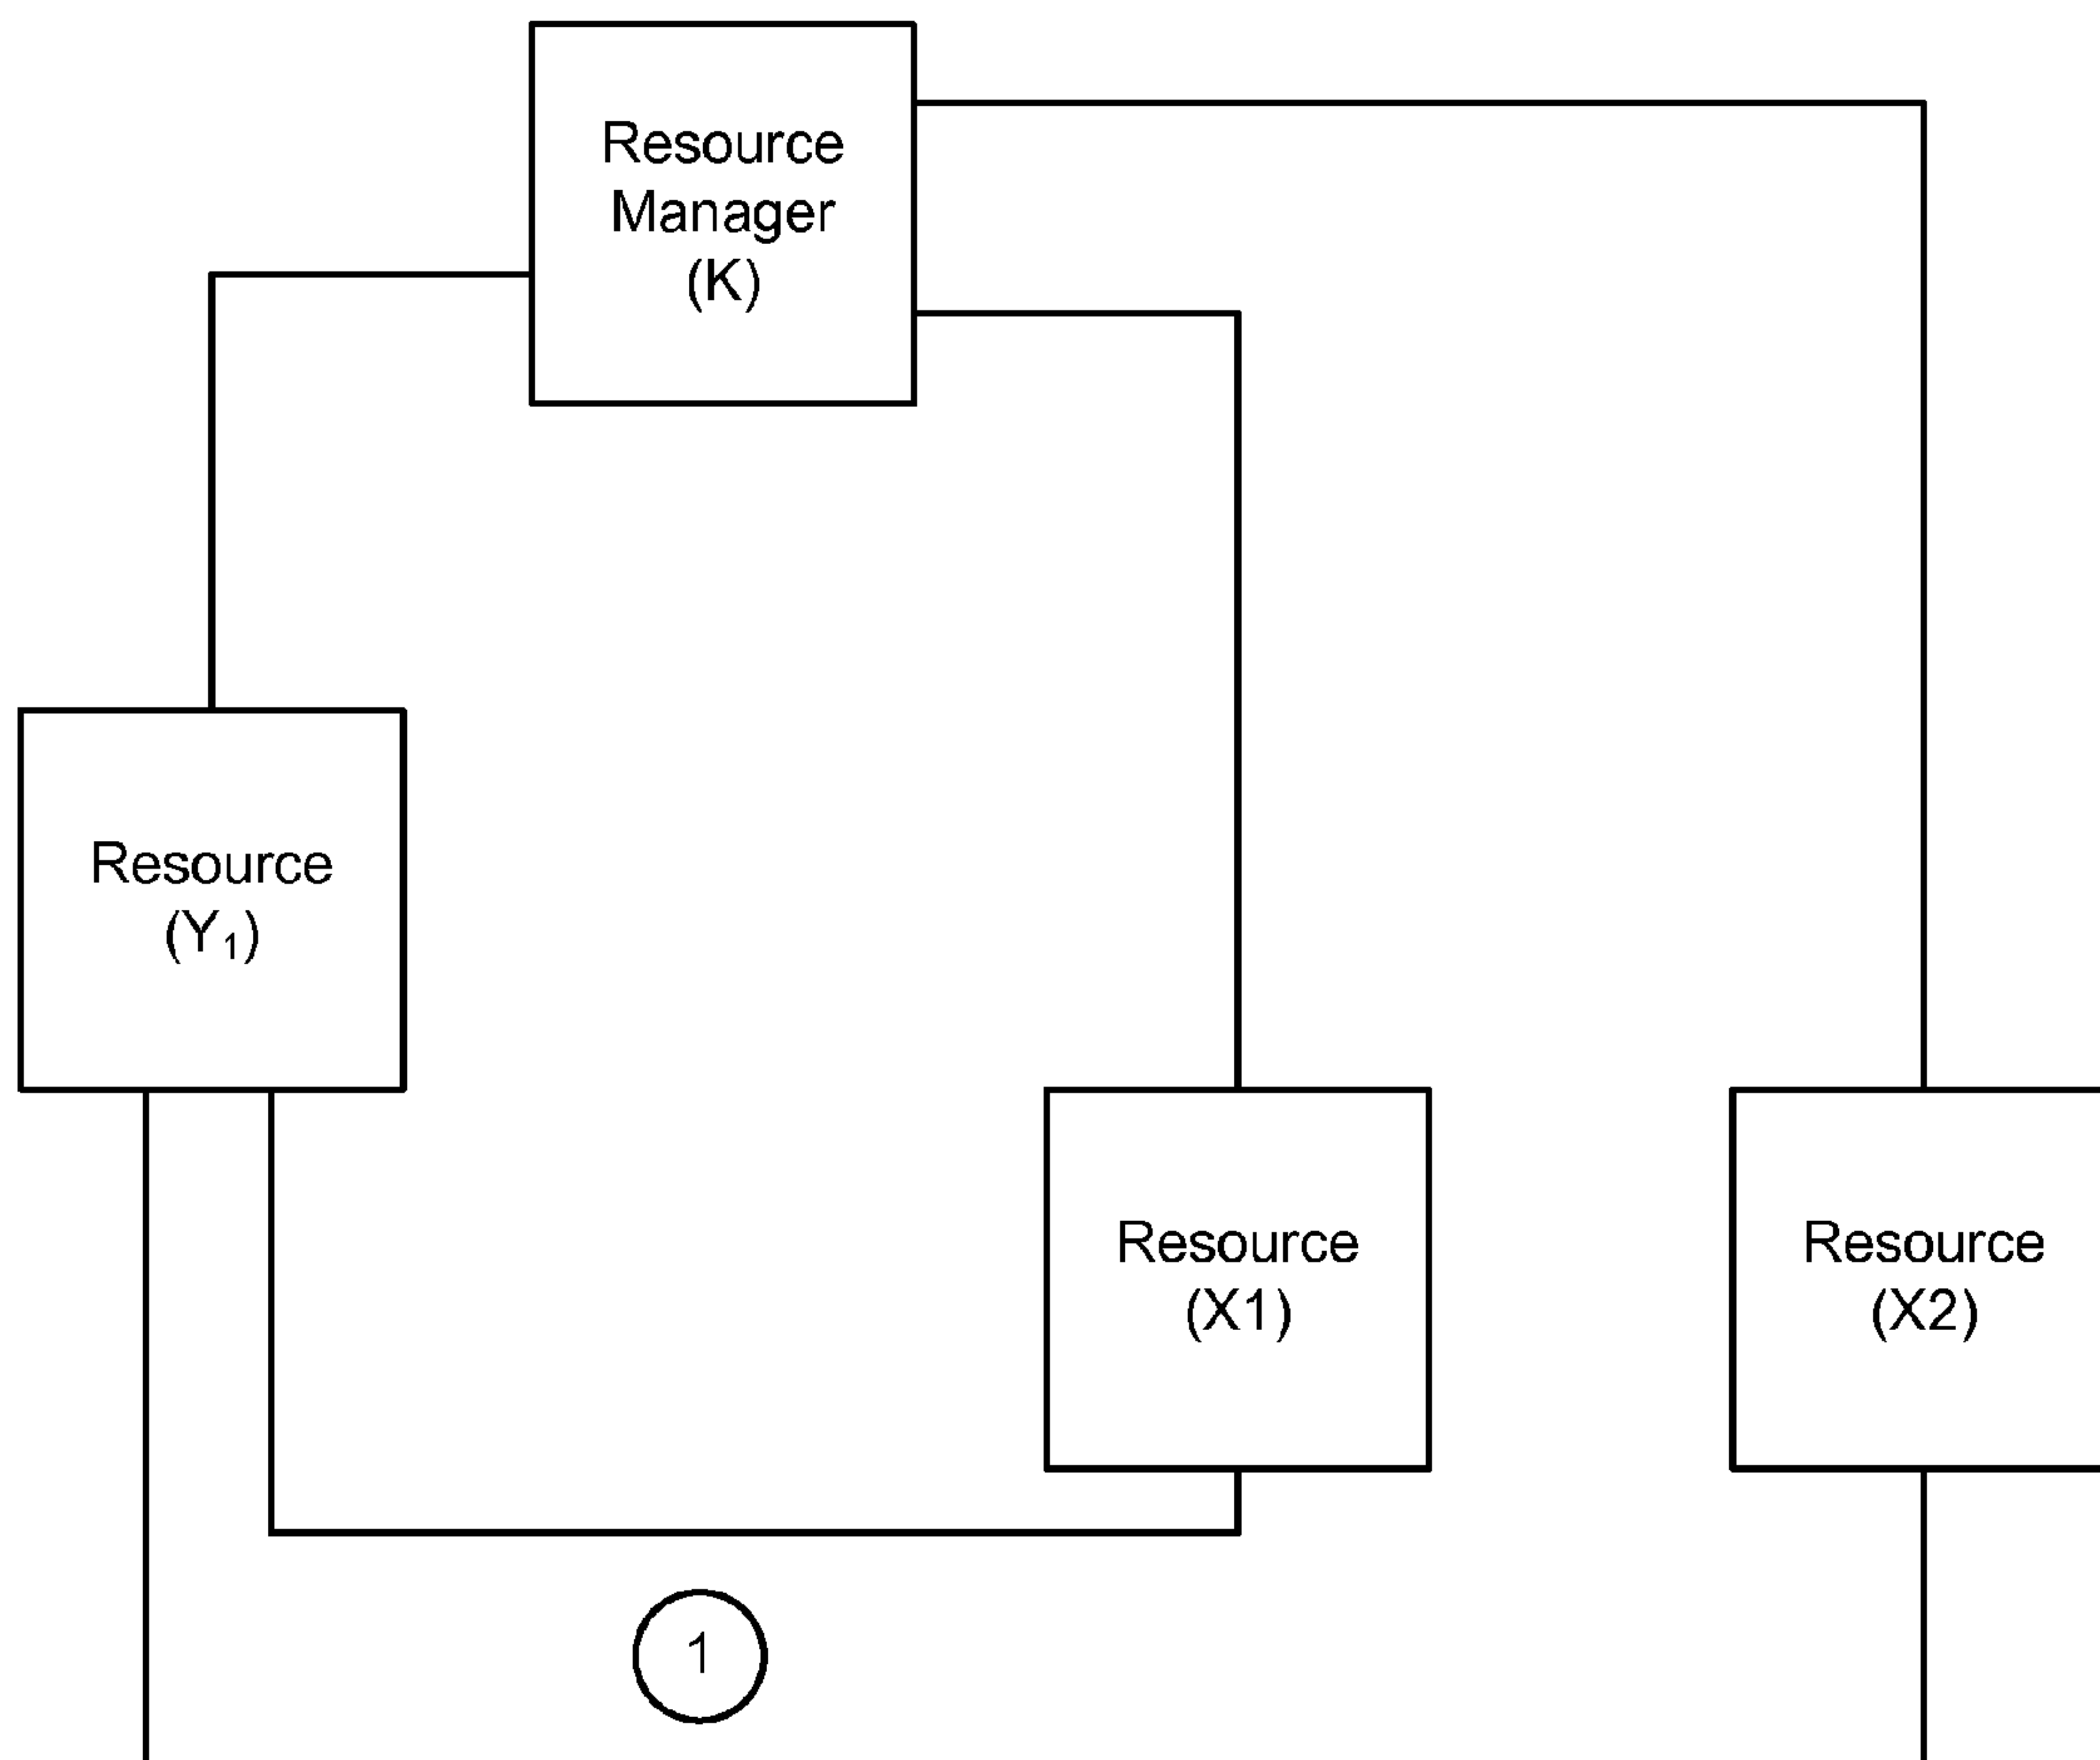 Resource
Manager
(K)
Resource
(Y₁)
Resource
(X1)
Resource
(X2)
1